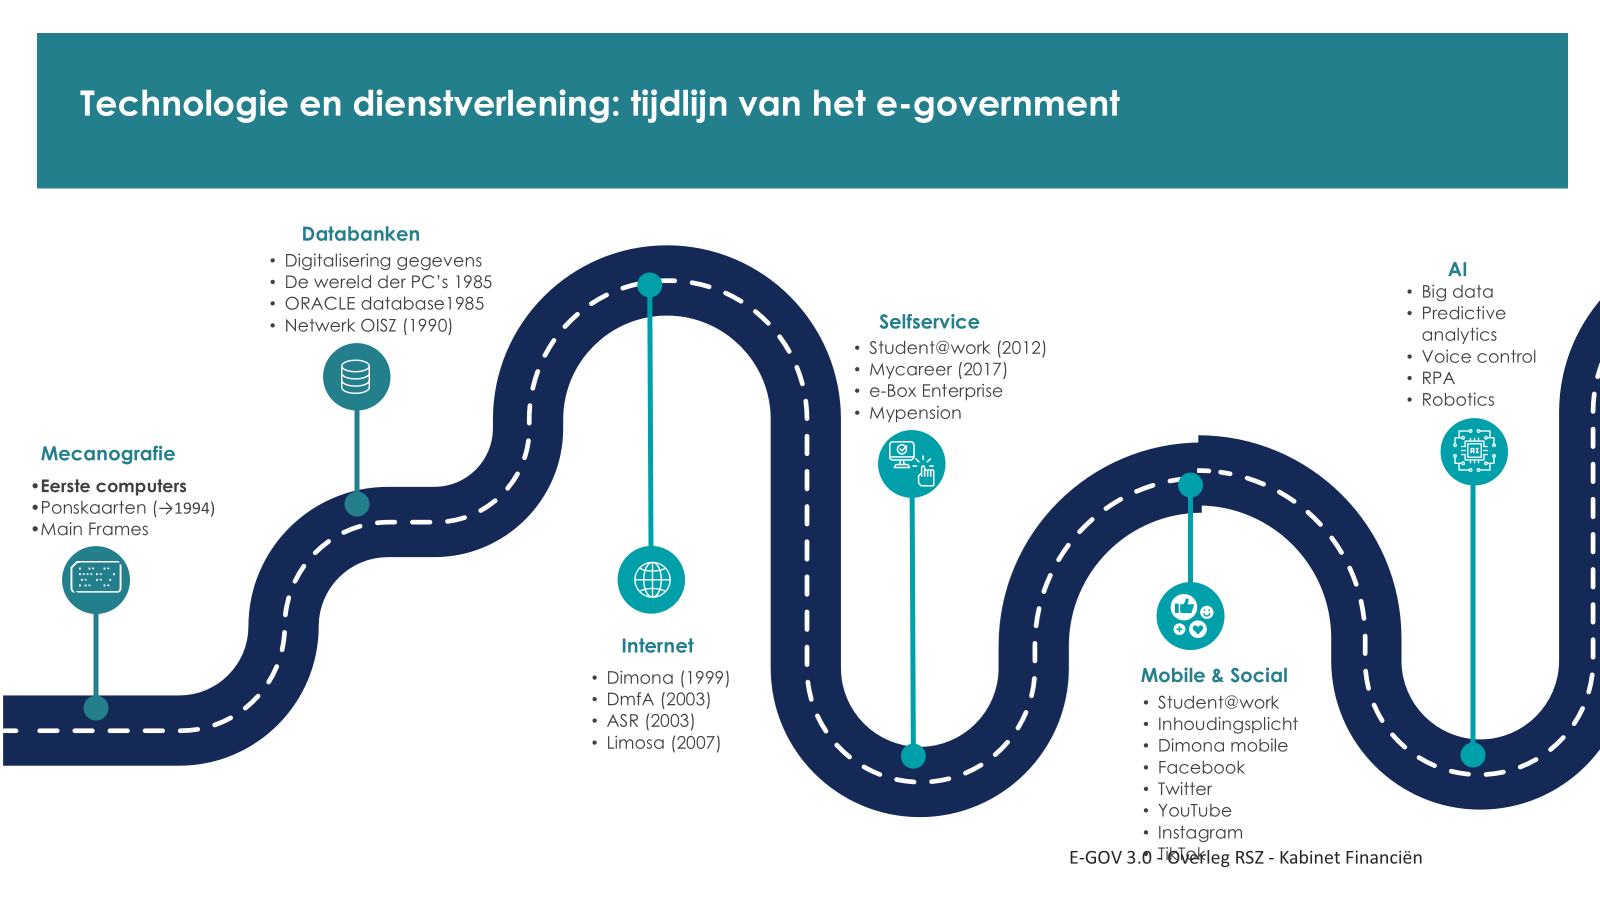 Technologie en dienstverlening: tijdlijn van het e-government
Mecanografie
•Eerste computers
•Ponskaarten (→1994)
•Main Frames
Databanken
• Digitalisering gegevens
• De wereld der PC’s 1985
• ORACLE database1985
• Netwerk OISZ (1990)
Internet
• Dimona (1999)
• DmfA (2003)
• ASR (2003)
• Limosa (2007)
Selfservice
• Student@work (2012)
• Mycareer (2017)
• e-Box Enterprise
• Mypension
Mobile & Social
• Student@work
• Inhoudingsplicht
• Dimona mobile
• Facebook
• Twitter
• YouTube
• Instagram
• TikTok
AI
• Big data
• Predictive
analytics
• Voice control
• RPA
• Robotics
AI
E-GOV 3.0 - Overleg RSZ - Kabinet Financiën